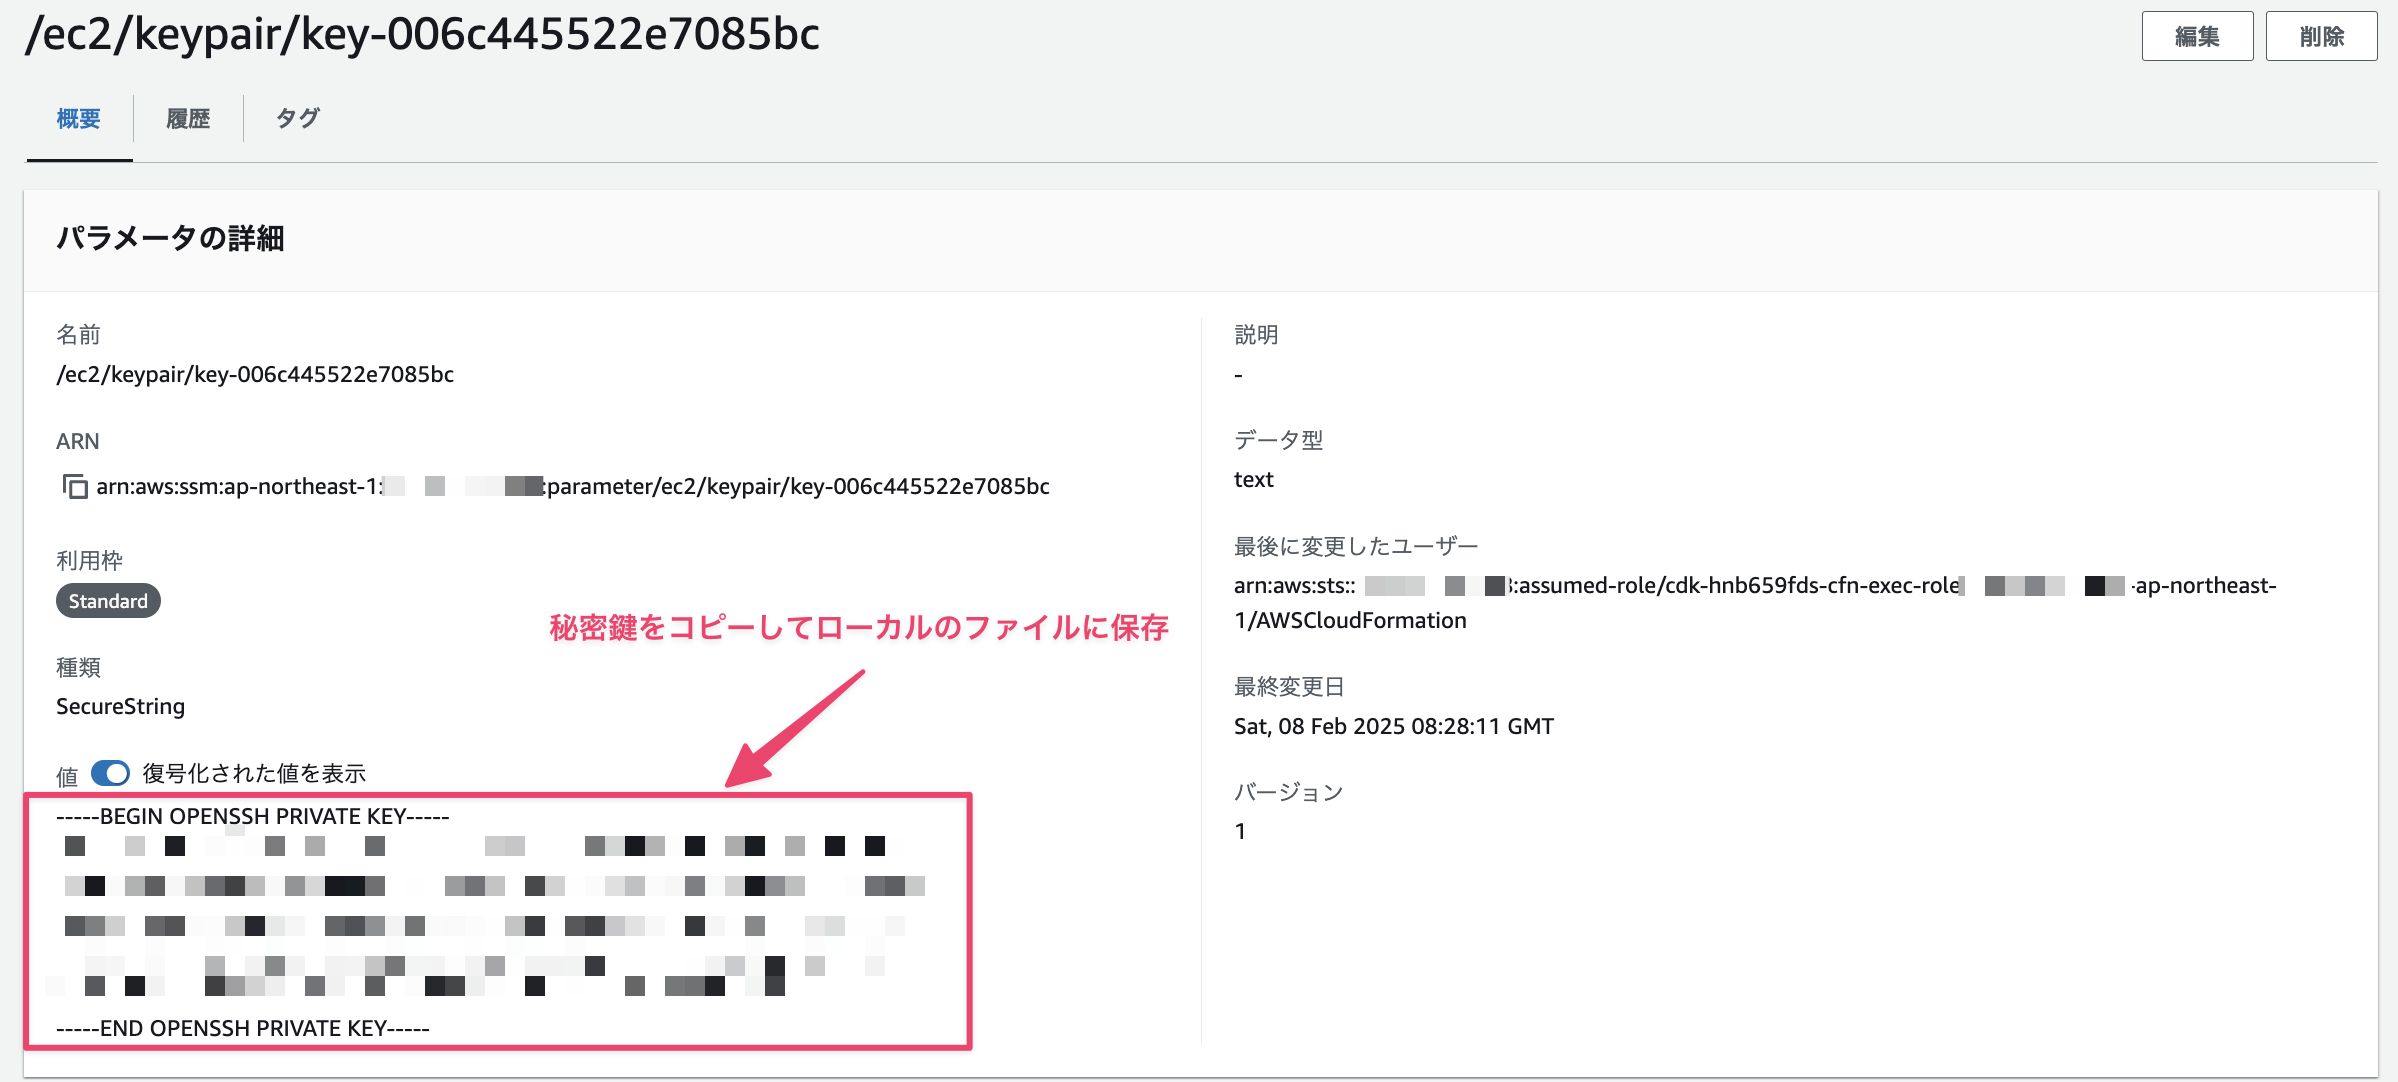 /ec2/keypair/key-006c445522e7085bc
編集
削除
概要
履歴
タグ
パラメータの詳細
名前
/ec2/keypair/key-006c445522e7085bc
ARN
arn:aws:ssm:ap-northeast-1:
:parameter/ec2/keypair/key-006c445522e7085bc
利用枠
Standard
種類
SecureString
値
復号化された値を表示
秘密鍵をコピーしてローカルのファイルに保存
-----BEGIN OPENSSH PRIVATE KEY-----
-----END OPENSSH PRIVATE KEY-----
説明
-
データ型
text
最後に変更したユーザー
arn:aws:sts::
:assumed-role/cdk-hnb659fds-cfn-exec-role
-ap-northeast-
1/AWSCloudFormation
最終変更日
Sat, 08 Feb 2025 08:28:11 GMT
バージョン
1